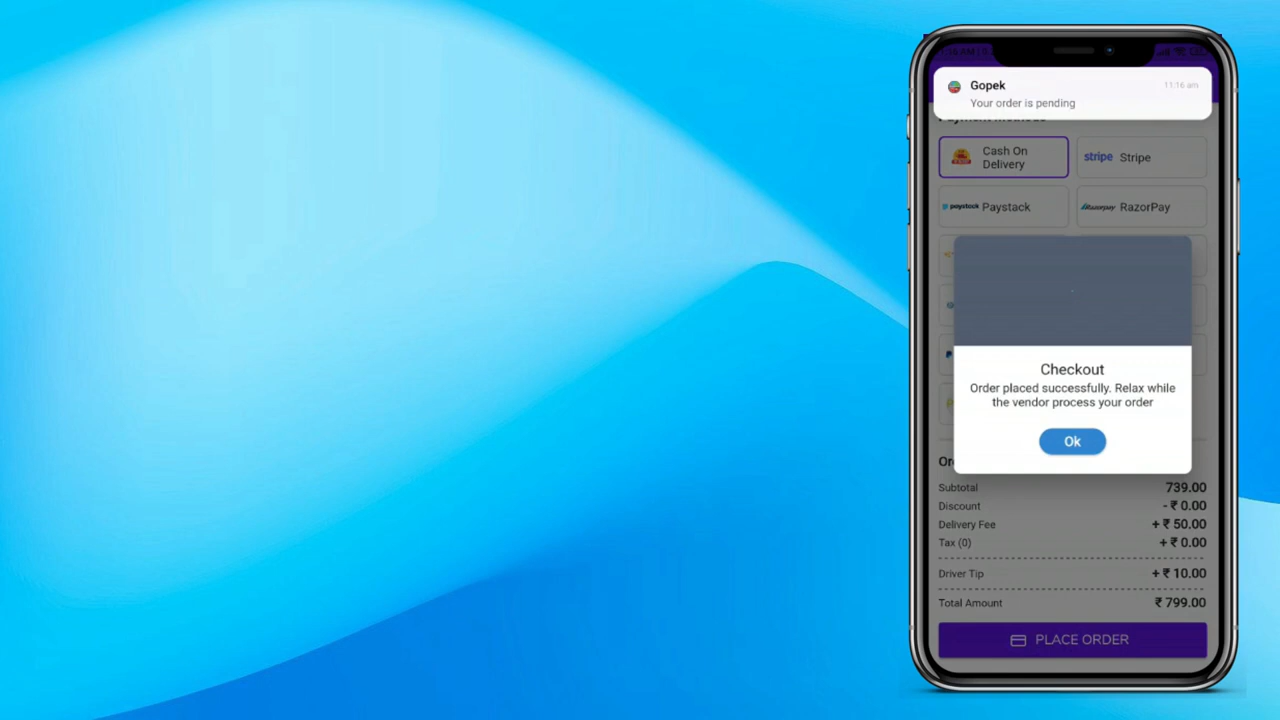 Gopek
11:16 am
Your order is pending
Cash On
Delivery
stripe Stripe
paystack Paystack
Razorpay RazorPay
Checkout
Order placed successfully. Relax while
the vendor process your order
Ok
Or
Subtotal 739.00
Discount - ₹ 0.00
Delivery Fee + ₹ 50.00
Tax (0) + ₹ 0.00
Driver Tip + ₹ 10.00
Total Amount ₹ 799.00
PLACE ORDER